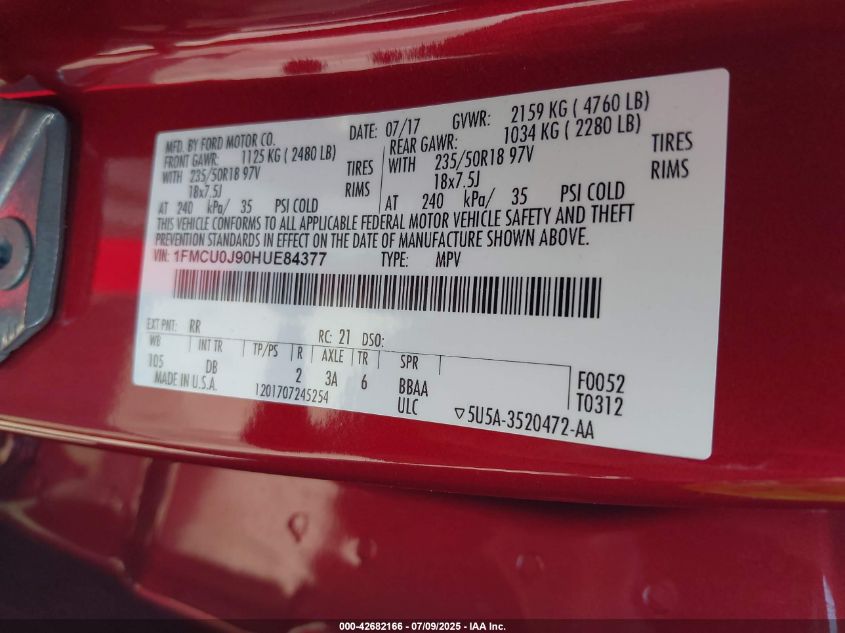 MFD. BY FORD MOTOR CO. DATE: 07/17 GVWR: 2159 KG ( 4760 LB)
FRONT GAWR: 1125 KG ( 2480 LB) REAR GAWR: 1034 KG ( 2280 LB)
WITH 235/50R18 97V TIRES WITH 235/50R18 97V TIRES
18x7.5J RIMS 18x7.5J RIMS
AT 240 kPa/ 35 PSI COLD AT 240 kPa/ 35 PSI COLD
THIS VEHICLE CONFORMS TO ALL APPLICABLE FEDERAL MOTOR VEHICLE SAFETY AND THEFT
PREVENTION STANDARDS IN EFFECT ON THE DATE OF MANUFACTURE SHOWN ABOVE.
VIN: 1FMCU0J90HUE84377 TYPE: MPV
EXT PNT: RR RC: 21 DSO:
WB INT TR TP/PS R AXLE TR SPR
105 DB 2 3A 6 BBAA F0052
MADE IN U.S.A. 1201707245254 ULC T0312
▽5U5A-3520472-AA
000-42682166 - 07/09/2025 - IAA Inc.